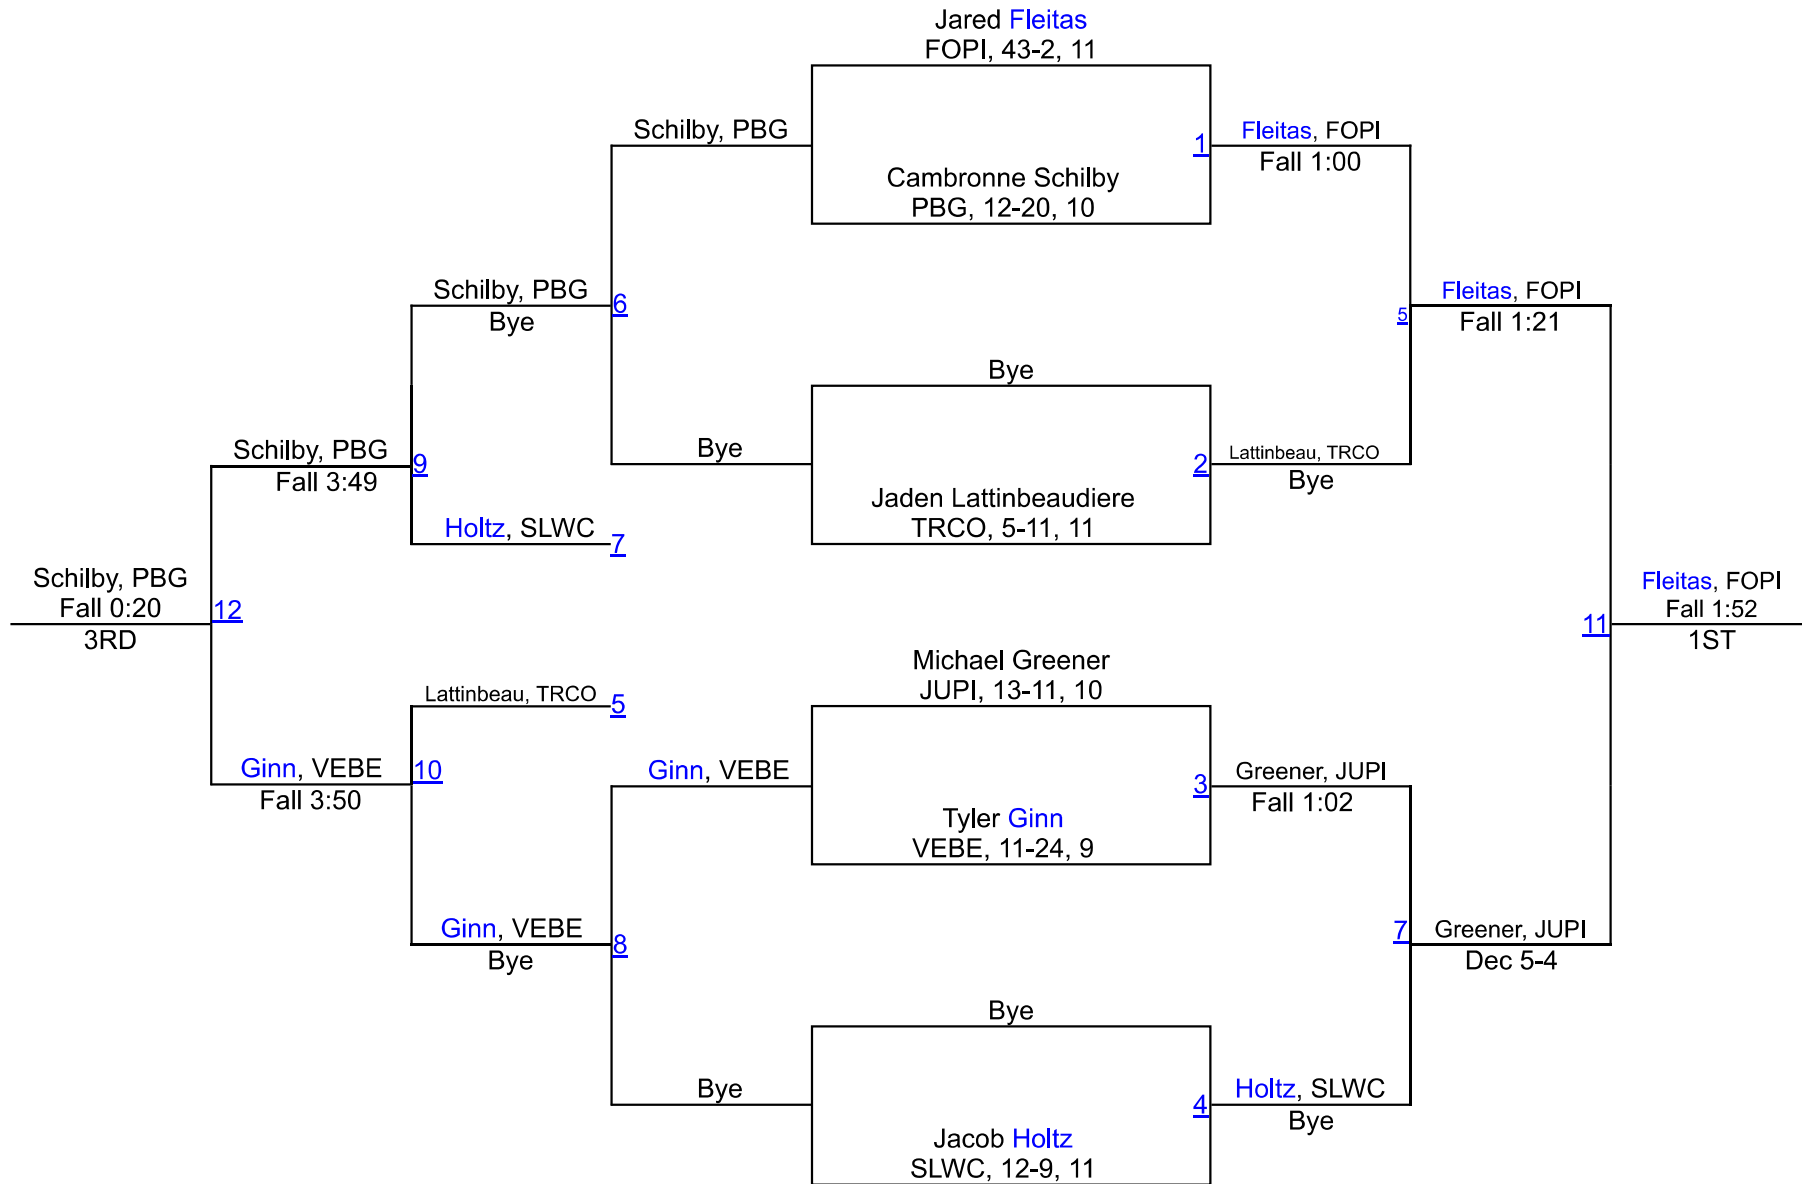 Jared Fleitas
FOPI, 43-2, 11
Schilby, PBG
1
Fleitas, FOPI
Fall 1:00
Cambronne Schilby
PBG, 12-20, 10
Schilby, PBG
Bye
6
5
Fleitas, FOPI
Fall 1:21
Bye
Schilby, PBG
Fall 3:49
9
Bye
2
Lattinbeau, TRCO
Bye
Jaden Lattinbeaudiere
TRCO, 5-11, 11
Holtz, SLWC
7
Schilby, PBG
Fall 0:20
3RD
12
11
Fleitas, FOPI
Fall 1:52
1ST
Michael Greener
JUPI, 13-11, 10
Lattinbeau, TRCO
5
Ginn, VEBE
Fall 3:50
10
Ginn, VEBE
3
Greener, JUPI
Fall 1:02
Tyler Ginn
VEBE, 11-24, 9
Ginn, VEBE
Bye
8
7
Greener, JUPI
Dec 5-4
Bye
Bye
4
Holtz, SLWC
Bye
Jacob Holtz
SLWC, 12-9, 11